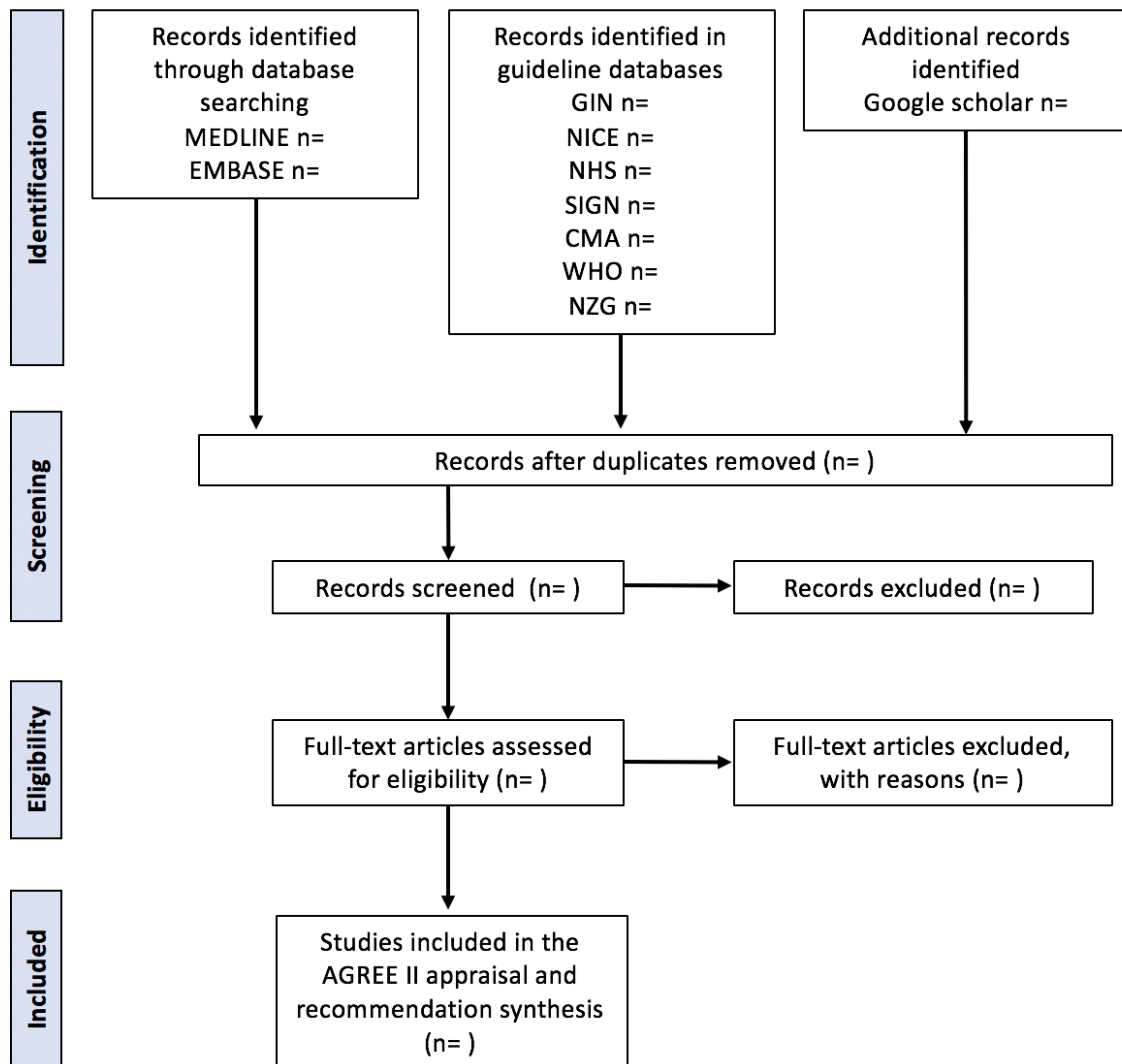 Identification
Records identified
through database
searching
MEDLINE n=
EMBASE n=
Records identified in
guideline databases
GIN n=
NICE n=
NHS n=
SIGN n=
CMA n=
WHO n=
NZG n=
Additional records
identified
Google scholar n=
Screening
Records after duplicates removed (n= )
Records screened  (n= )
Records excluded (n= )
Eligibility
Full-text articles assessed
for eligibility (n= )
Full-text articles excluded,
with reasons (n= )
Included
Studies included in the
AGREE II appraisal and
recommendation synthesis
(n= )